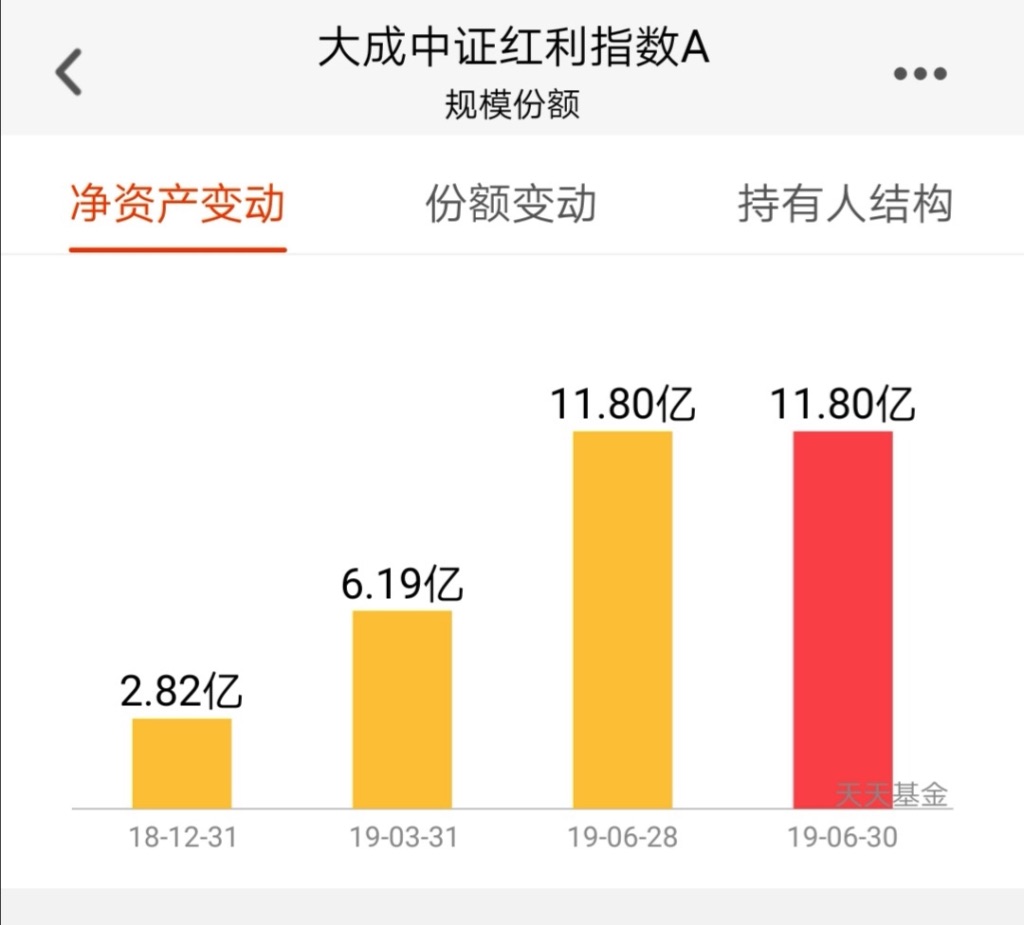 大成中证红利指数A
规模份额
净资产变动 份额变动 持有人结构
11.80亿 11.80亿
6.19亿
2.82亿
天天基金
18-12-31 19-03-31 19-06-28 19-06-30